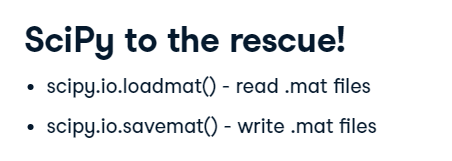 SciPy to the rescue!
• scipy.io.loadmat() - read .mat files
• scipy.io.savemat() - write .mat files